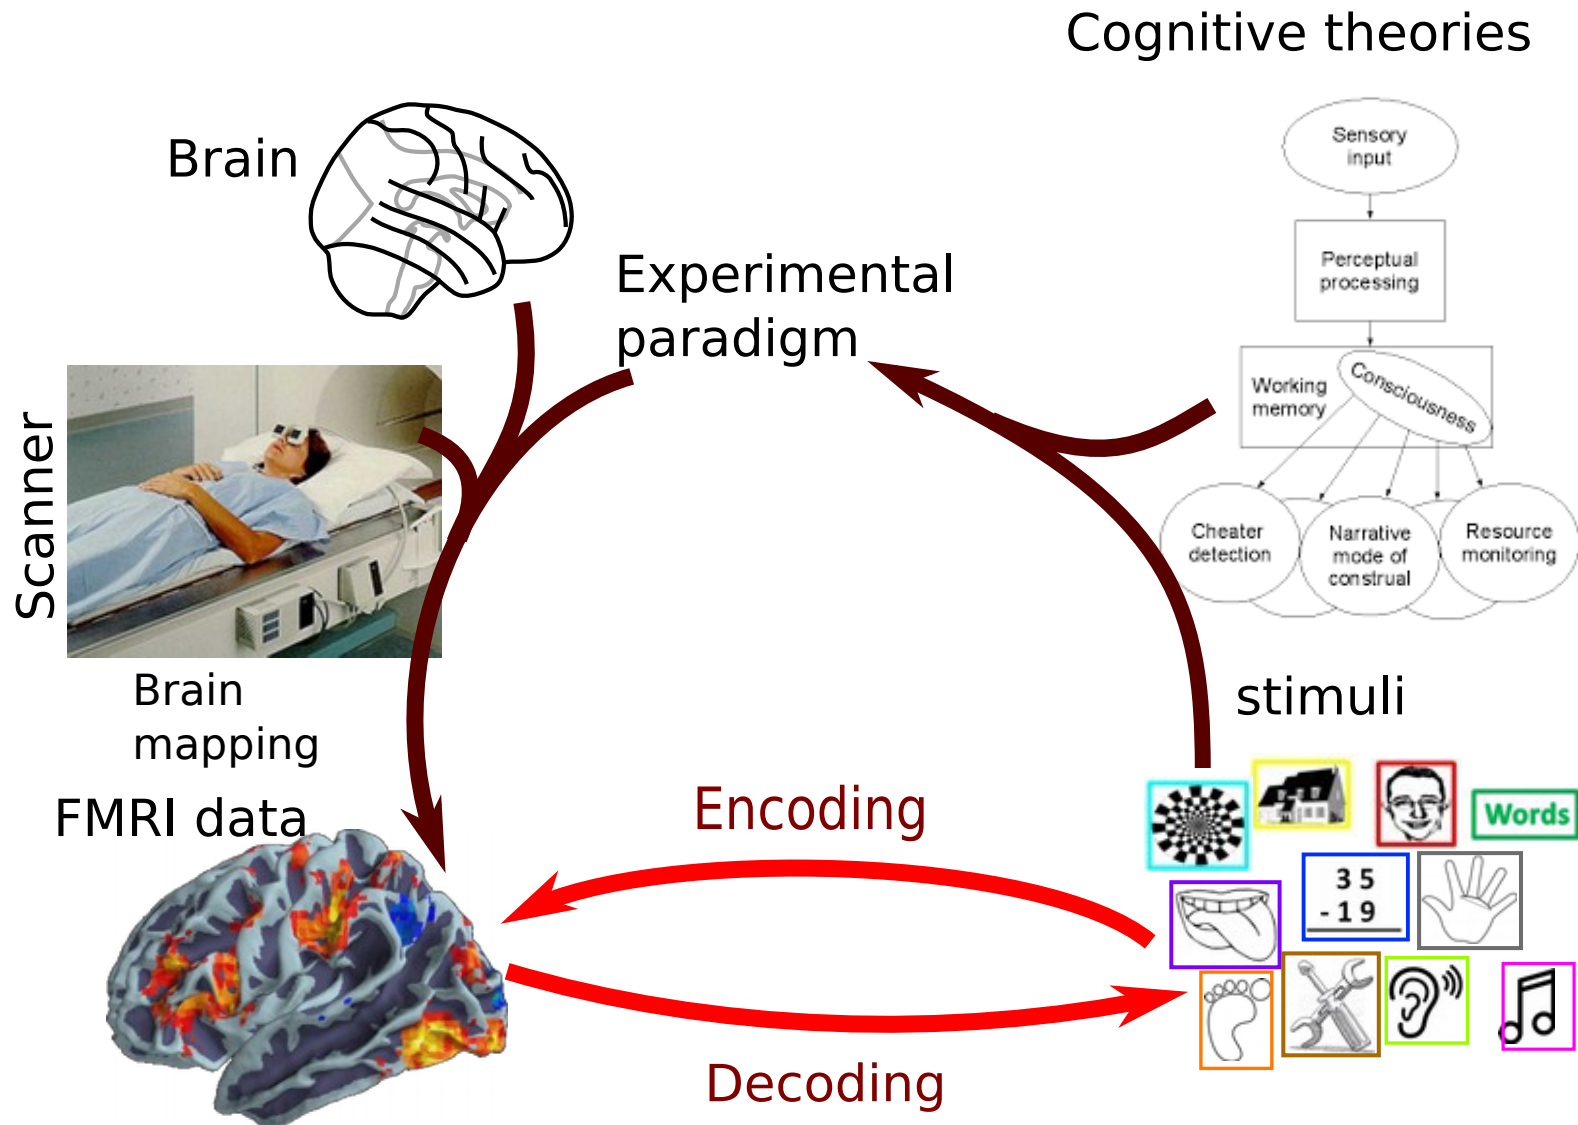 Cognitive theories
Brain
Sensory
input
Perceptual
processing
Experimental
paradigm
Working
memory
Consciousness
Scanner
Cheater
detection
Narrative
mode of
construal
Resource
monitoring
Brain
mapping
stimuli
FMRI data
Encoding
Words
35
-19
Decoding